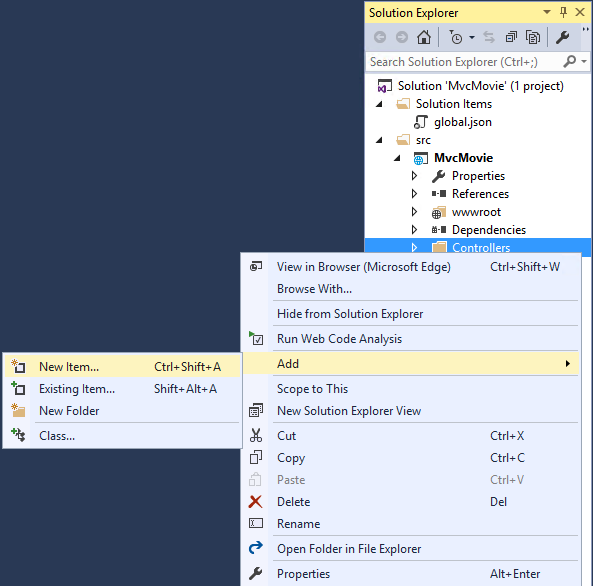 Solution Explorer
Search Solution Explorer (Ctrl+;)
Solution 'MvcMovie' (1 project)
Solution Items
global.json
src
MvcMovie
Properties
References
wwwroot
Dependencies
Controllers
View in Browser (Microsoft Edge) Ctrl+Shift+W
Browse With...
Hide from Solution Explorer
Run Web Code Analysis
Add
New Item... Ctrl+Shift+A
Existing Item... Shift+Alt+A
New Folder
Class...
Scope to This
New Solution Explorer View
Cut Ctrl+X
Copy Ctrl+C
Paste Ctrl+V
Delete Del
Rename
Open Folder in File Explorer
Properties Alt+Enter